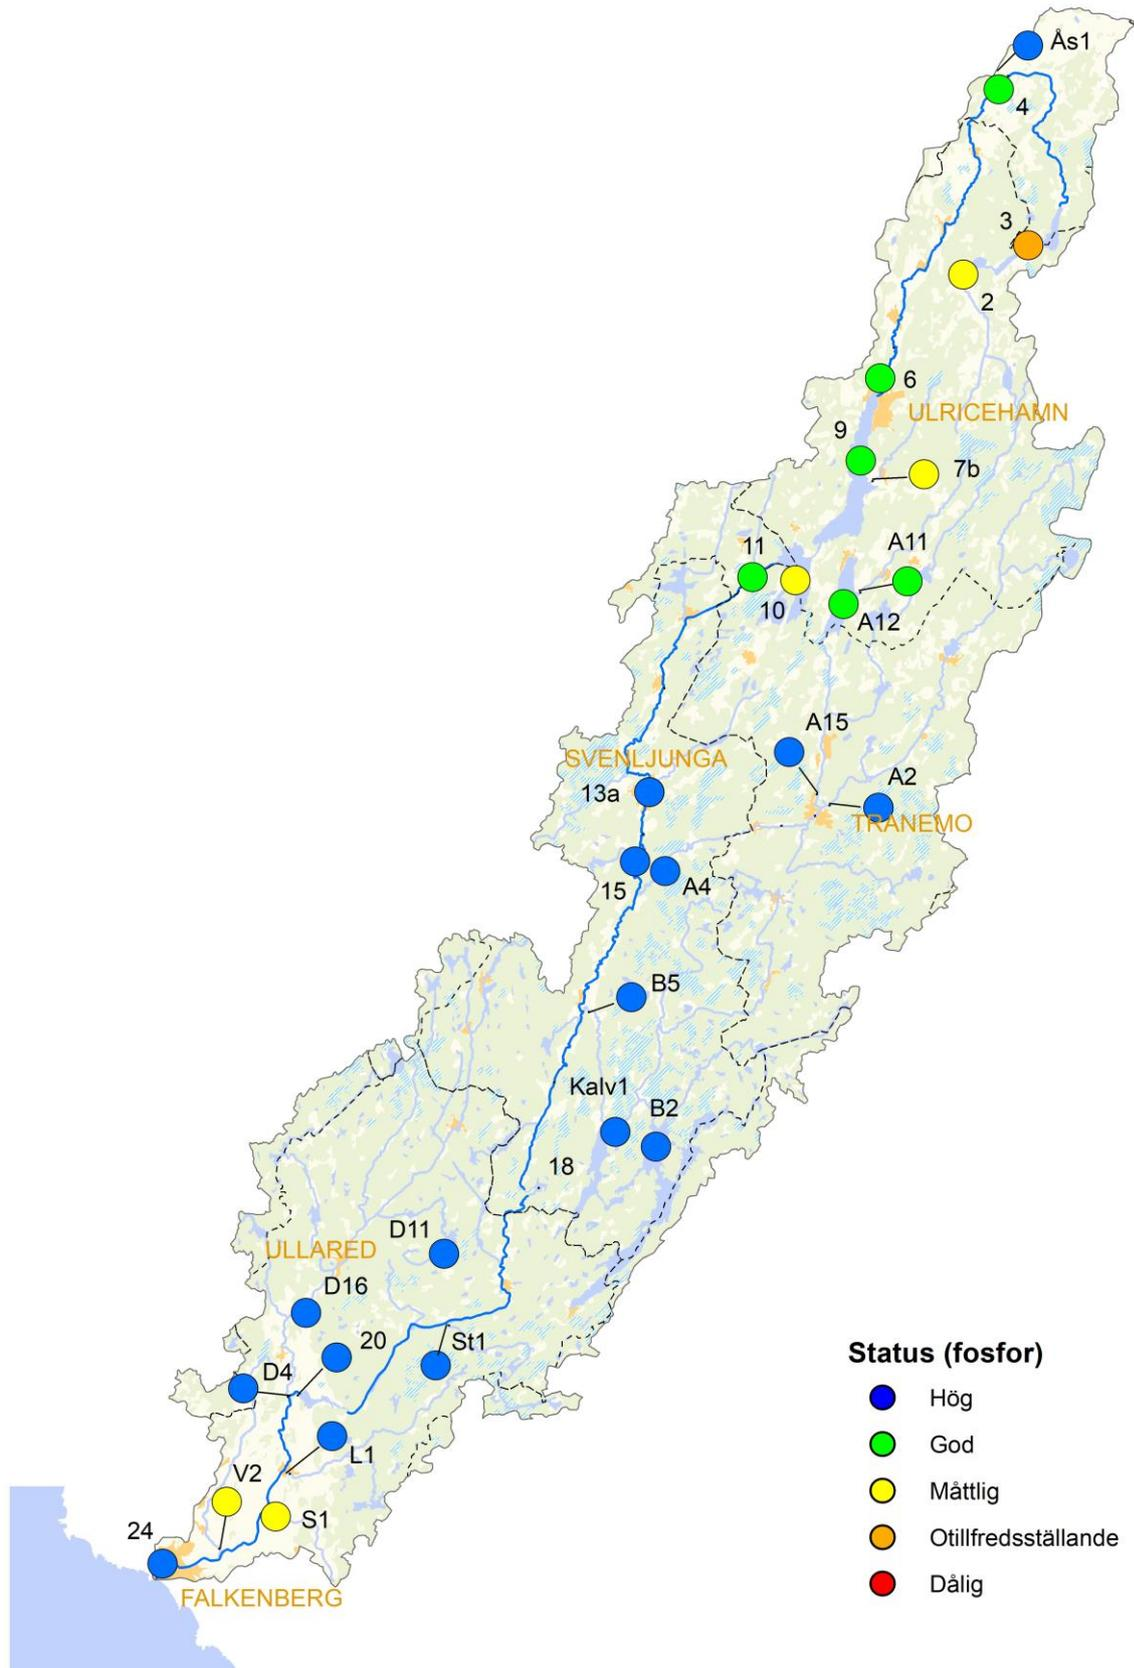 Ås1
4
3
2
6
ULRICEHAMN
9
7b
11
A11
10
A12
A15
SVENLJUNGA
13a
A2
TRANEMO
15
A4
B5
Kalv1
B2
18
D11
ULLARED
D16
20
St1
D4
L1
V2
S1
24
FALKENBERG
Status (fosfor)
Hög
God
Måttlig
Otillfredsställande
Dålig